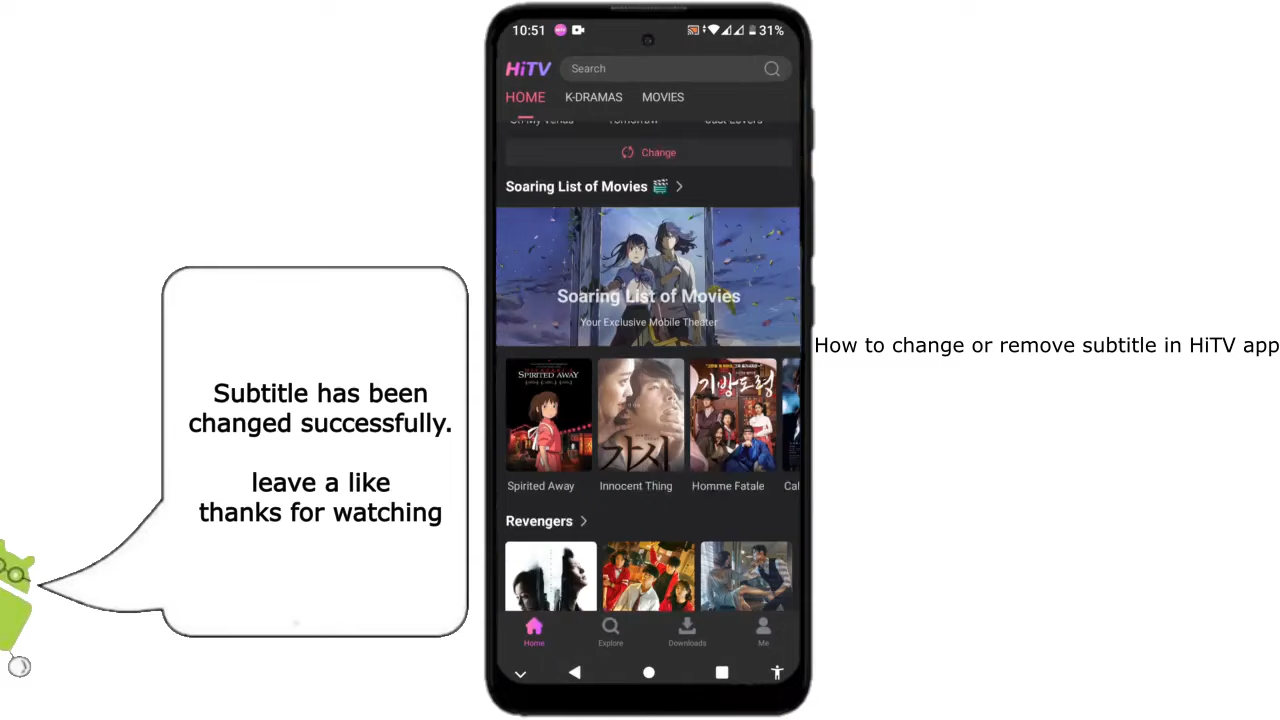 10:51
31%
HiTV
Search
HOME K-DRAMAS MOVIES
Change
Soaring List of Movies
Soaring List of Movies
Your Exclusive Mobile Theater
SPIRITED AWAY
가시
기방도령
Spirited Away
Innocent Thing
Homme Fatale
Cal
Revengers
Home
Explore
Downloads
Me
Subtitle has been
changed successfully.
leave a like
thanks for watching
How to change or remove subtitle in HiTV app